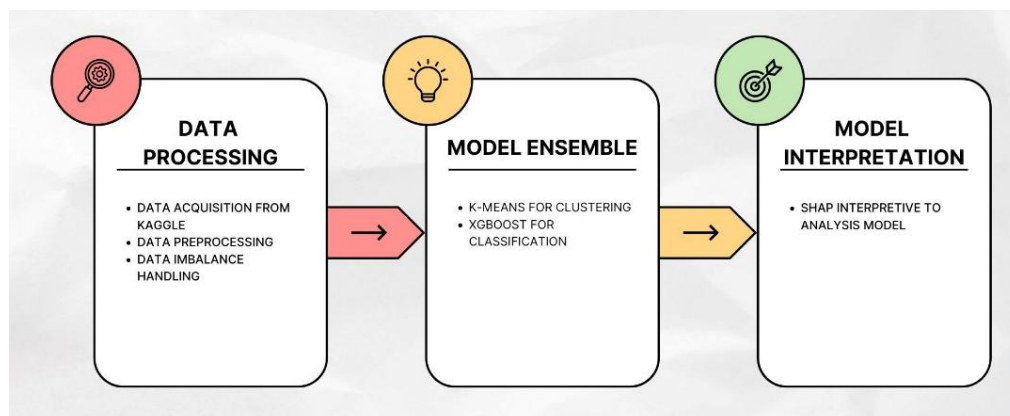 DATA
PROCESSING
• DATA ACQUISITION FROM
KAGGLE
• DATA PREPROCESSING
• DATA IMBALANCE
HANDLING
MODEL ENSEMBLE
• K-MEANS FOR CLUSTERING
• XGBOOST FOR
CLASSIFICATION
MODEL
INTERPRETATION
• SHAP INTERPRETIVE TO
ANALYSIS MODEL